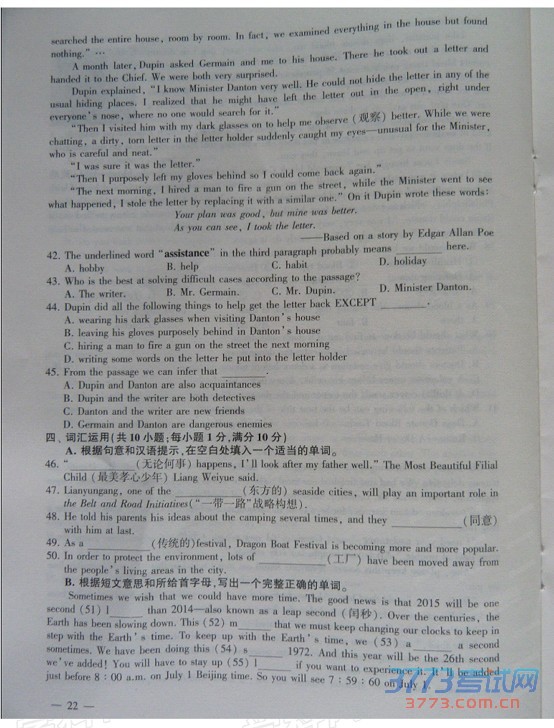 searched the entire house, room by room. In fact, we examined everything in the house but found
nothing." …
A month later, Dupin asked Germain and me to his house. There he took out a letter and
handed it to the Chief. We were both very surprised.
Dupin explained, "I know Minister Danton very well. He could not hide the letter in any of the
usual hiding places. I realized that he might have left the letter out in the open, right under
everyone's nose, where no one would search for it."
"Then I visited him with my dark glasses on to help me observe (观察) better. While we were
chatting, a dirty, torn letter in the letter holder suddenly caught my eyes—unusual for the Minister,
who is careful and neat."
"I was sure it was the letter."
"Then I purposely left my gloves behind so I could come back again."
"The next morning, I hired a man to fire a gun on the street, while the Minister went to see
what happened, I stole the letter by replacing it with a similar one." On it Dupin wrote these words:
Your plan was good, but mine was better.
As you can see, I took the letter.
——Based on a story by Edgar Allan Poe
42. The underlined word "assistance" in the third paragraph probably means ________ here.
A. hobby B. help C. habit D. holiday
43. Who is the best at solving difficult cases according to the passage?
A. The writer. B. Mr. Germain. C. Mr. Dupin. D. Minister Danton.
44. Dupin did all the following things to help get the letter back EXCEPT ________.
A. wearing his dark glasses when visiting Danton's house
B. leaving his gloves purposely behind in Danton's house
C. hiring a man to fire a gun on the street the next morning
D. writing some words on the letter he put into the letter holder
45. From the passage we can infer that ________.
A. Dupin and Danton are also acquaintances
B. Dupin and the writer are both detectives
C. Danton and the writer are new friends
D. Germain and Danton are dangerous enemies
四、词汇运用(共10小题;每小题1分,满分10分)
A. 根据句意和汉语提示,在空白处填入一个适当的单词。
46. "________ (无论何事) happens, I'll look after my father well." The Most Beautiful Filial
Child (最美孝心少年) Liang Weiyue said.
47. Lianyungang, one of the ________ (东方的) seaside cities, will play an important role in
the Belt and Road Initiatives("一带一路"战略构想).
48. He told his parents his ideas about the camping several times, and they ________ (同意)
with him at last.
49. As a ________ (传统的)festival, Dragon Boat Festival is becoming more and more popular.
50. In order to protect the environment, lots of ________ (工厂) have been moved away from
the people's living areas in the city.
B. 根据短文意思和所给首字母,写出一个完整正确的单词。
Sometimes we wish that we could have more time. The good news is that 2015 will be one
second (51) l________ than 2014—also known as a leap second (闰秒). Over the centuries, the
Earth has been slowing down. This (52) m________ that we must keep changing our clocks to keep in
step with the Earth's time. To keep up with the Earth's time, we (53) a________ a second
sometimes. We have been doing this (54) s________ 1972. And this year will be the 26th second
we've added! You will have to stay up (55) l________ if you want to experience it. It'll be added
just before 8:00 a.m. on July 1 Beijing time. So you will see 7:59:60 on July 1.
— 22 —
3773考试网
3773.com.cn